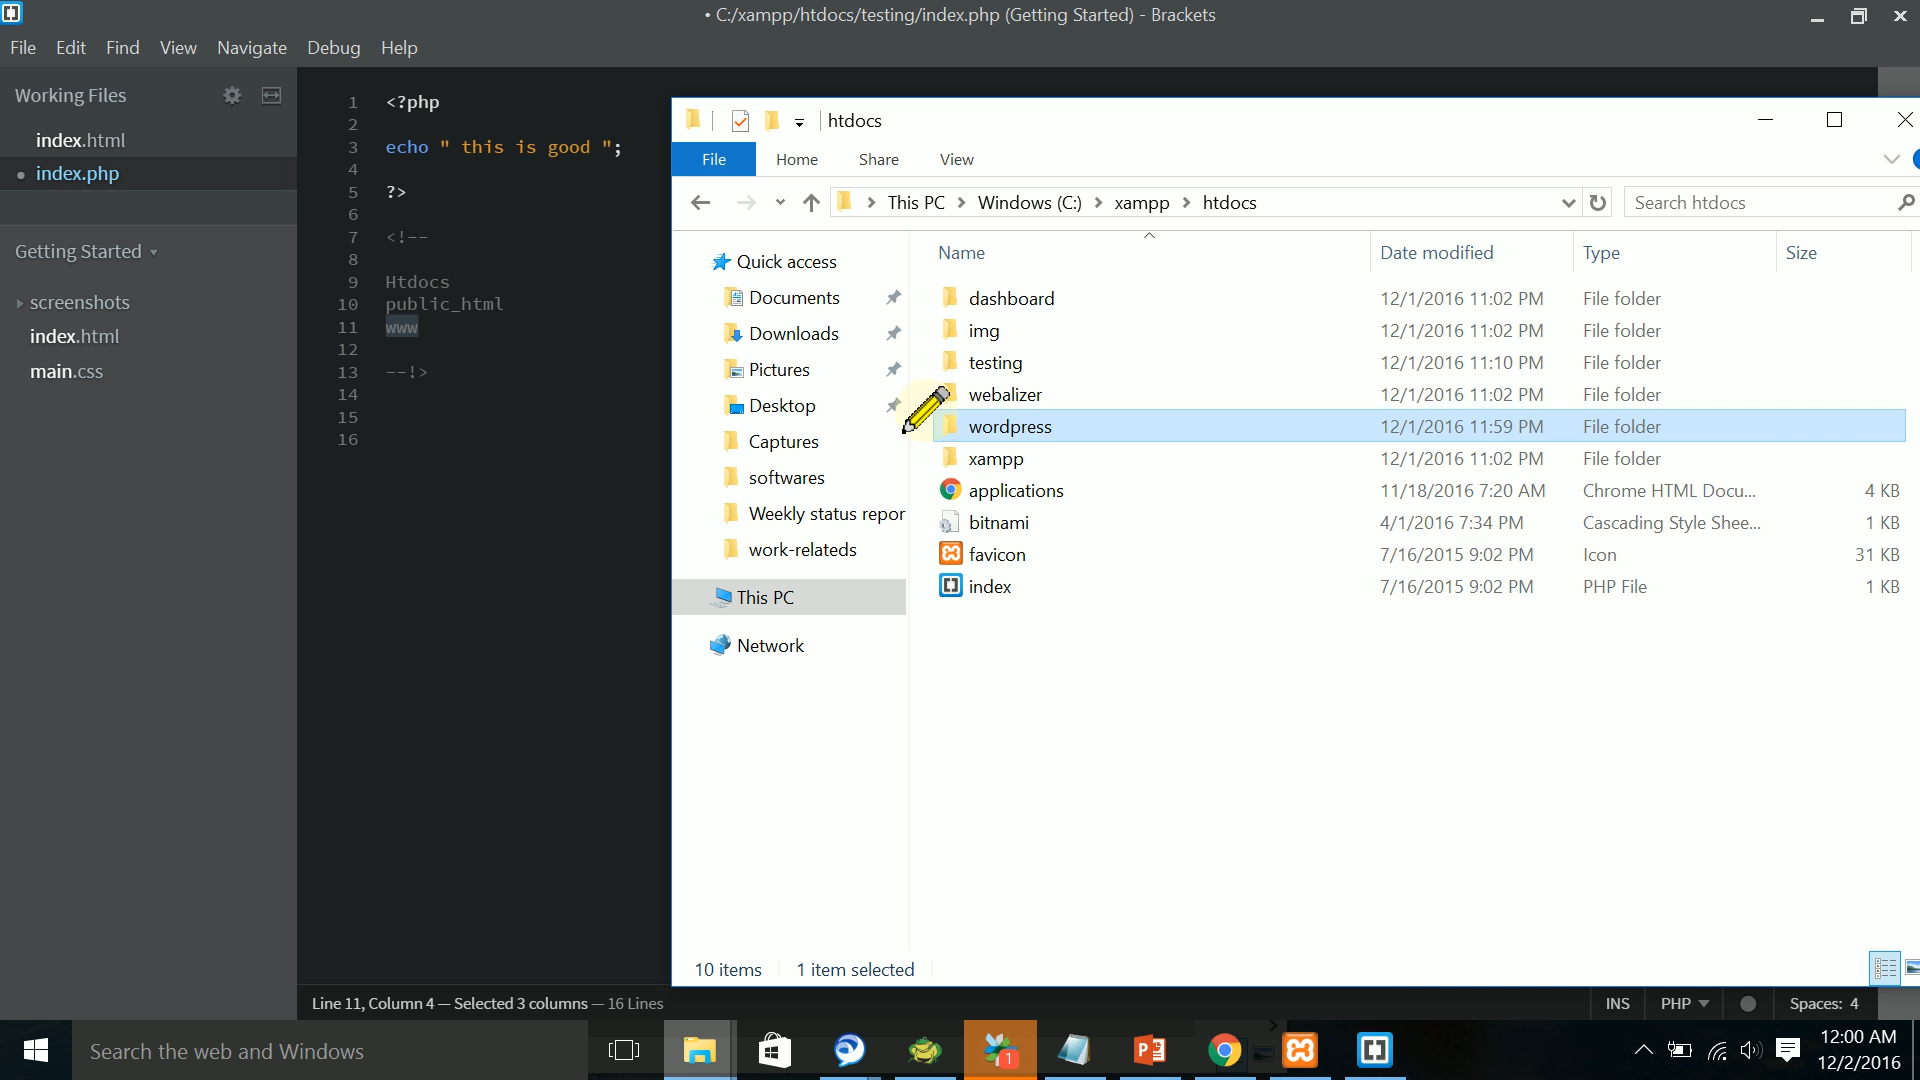 • C:/xampp/htdocs/testing/index.php (Getting Started) - Brackets
File Edit Find View Navigate Debug Help
Working Files
index.html
• index.php
Getting Started
screenshots
index.html
main.css
1 <?php
2
3 echo " this is good ";
4
5 ?>
6
7 <!--
8
9 Htdocs
10 public_html
11 www
12
13 --!>
14
15
16
htdocs
File Home Share View
This PC > Windows (C:) > xampp > htdocs
Search htdocs
Quick access
Documents
Downloads
Pictures
Desktop
Captures
softwares
Weekly status repor
work-relateds
This PC
Network
Name Date modified Type Size
dashboard 12/1/2016 11:02 PM File folder
img 12/1/2016 11:02 PM File folder
testing 12/1/2016 11:10 PM File folder
webalizer 12/1/2016 11:02 PM File folder
wordpress 12/1/2016 11:59 PM File folder
xampp 12/1/2016 11:02 PM File folder
applications 11/18/2016 7:20 AM Chrome HTML Docu... 4 KB
bitnami 4/1/2016 7:34 PM Cascading Style Shee... 1 KB
favicon 7/16/2015 9:02 PM Icon 31 KB
index 7/16/2015 9:02 PM PHP File 1 KB
10 items 1 item selected
Line 11, Column 4 — Selected 3 columns — 16 Lines
INS PHP Spaces: 4
Search the web and Windows
1
12:00 AM
12/2/2016